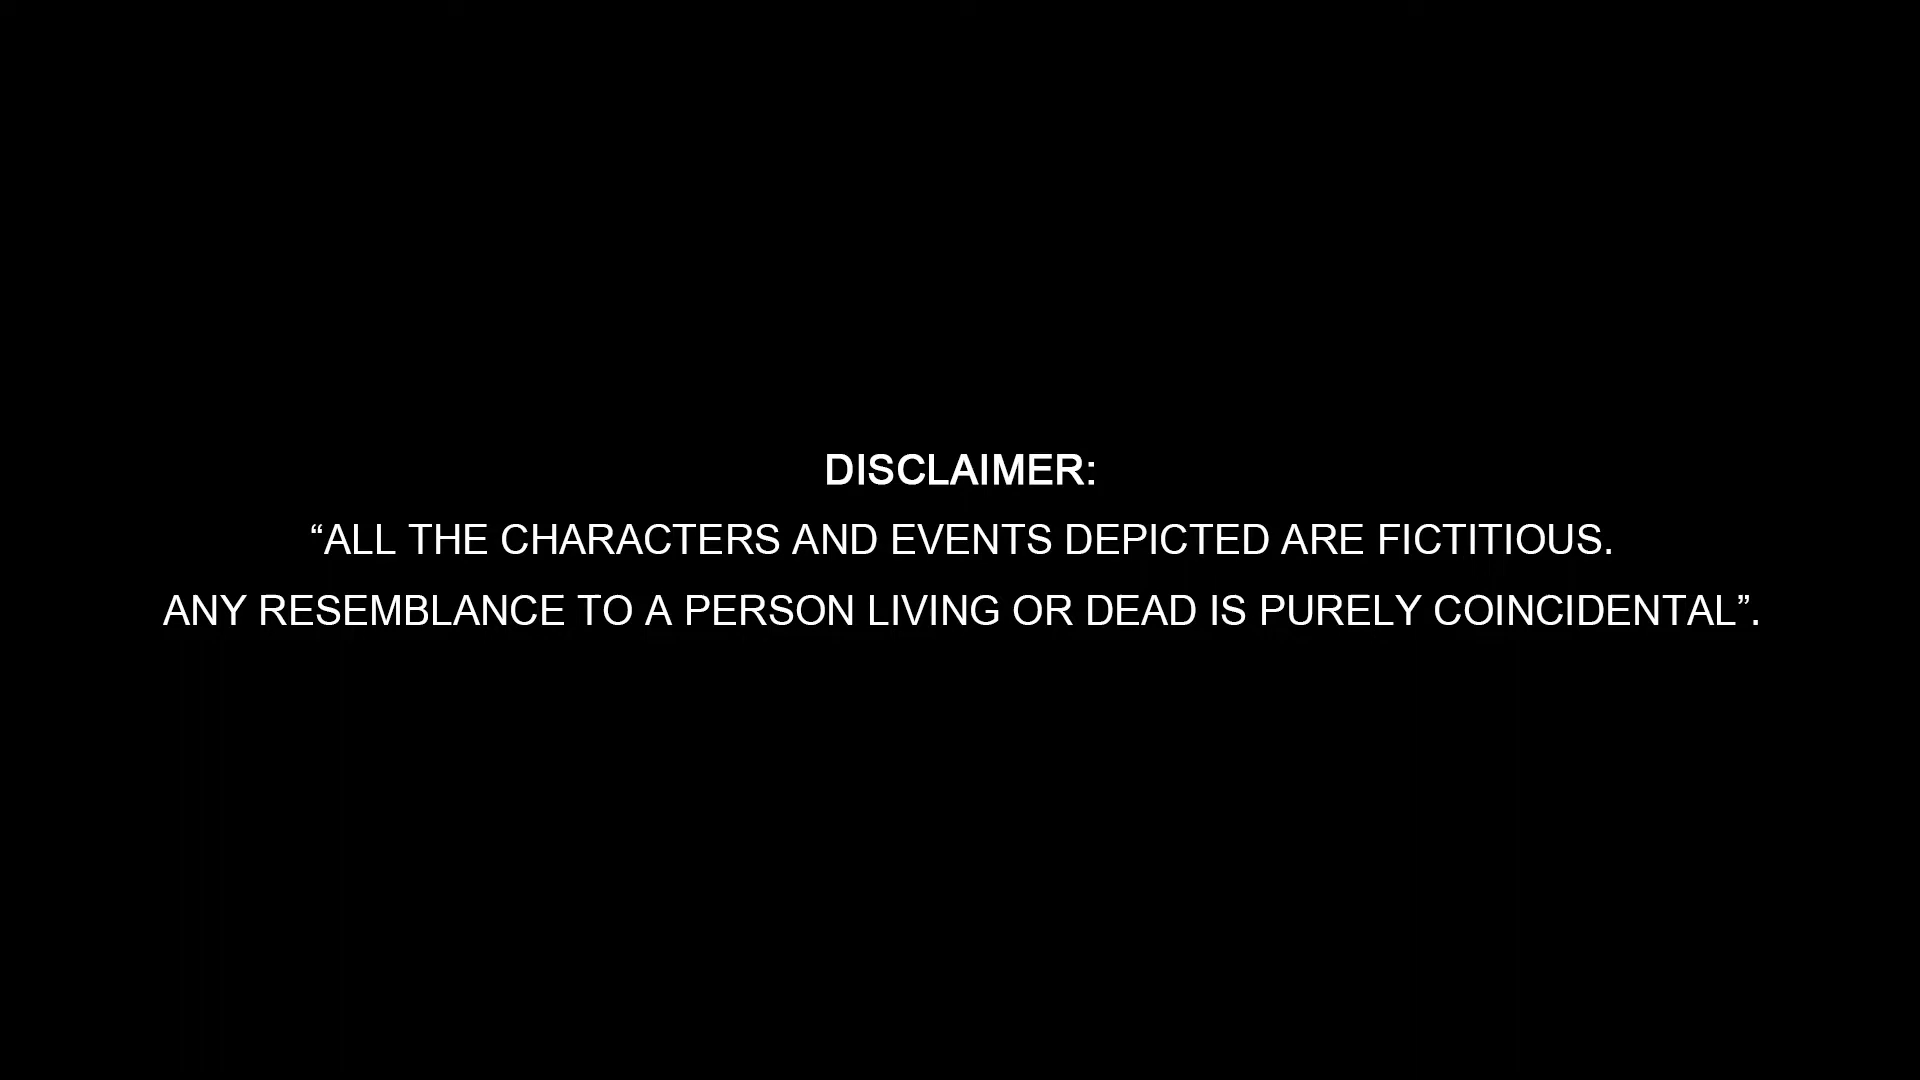 DISCLAIMER:
“ALL THE CHARACTERS AND EVENTS DEPICTED ARE FICTITIOUS.
ANY RESEMBLANCE TO A PERSON LIVING OR DEAD IS PURELY COINCIDENTAL”.